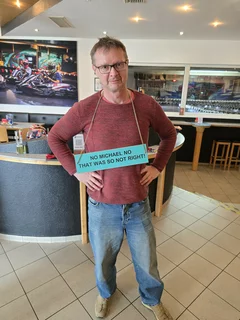 NO MICHAEL NO
THAT WAS SO NOT RIGHT!